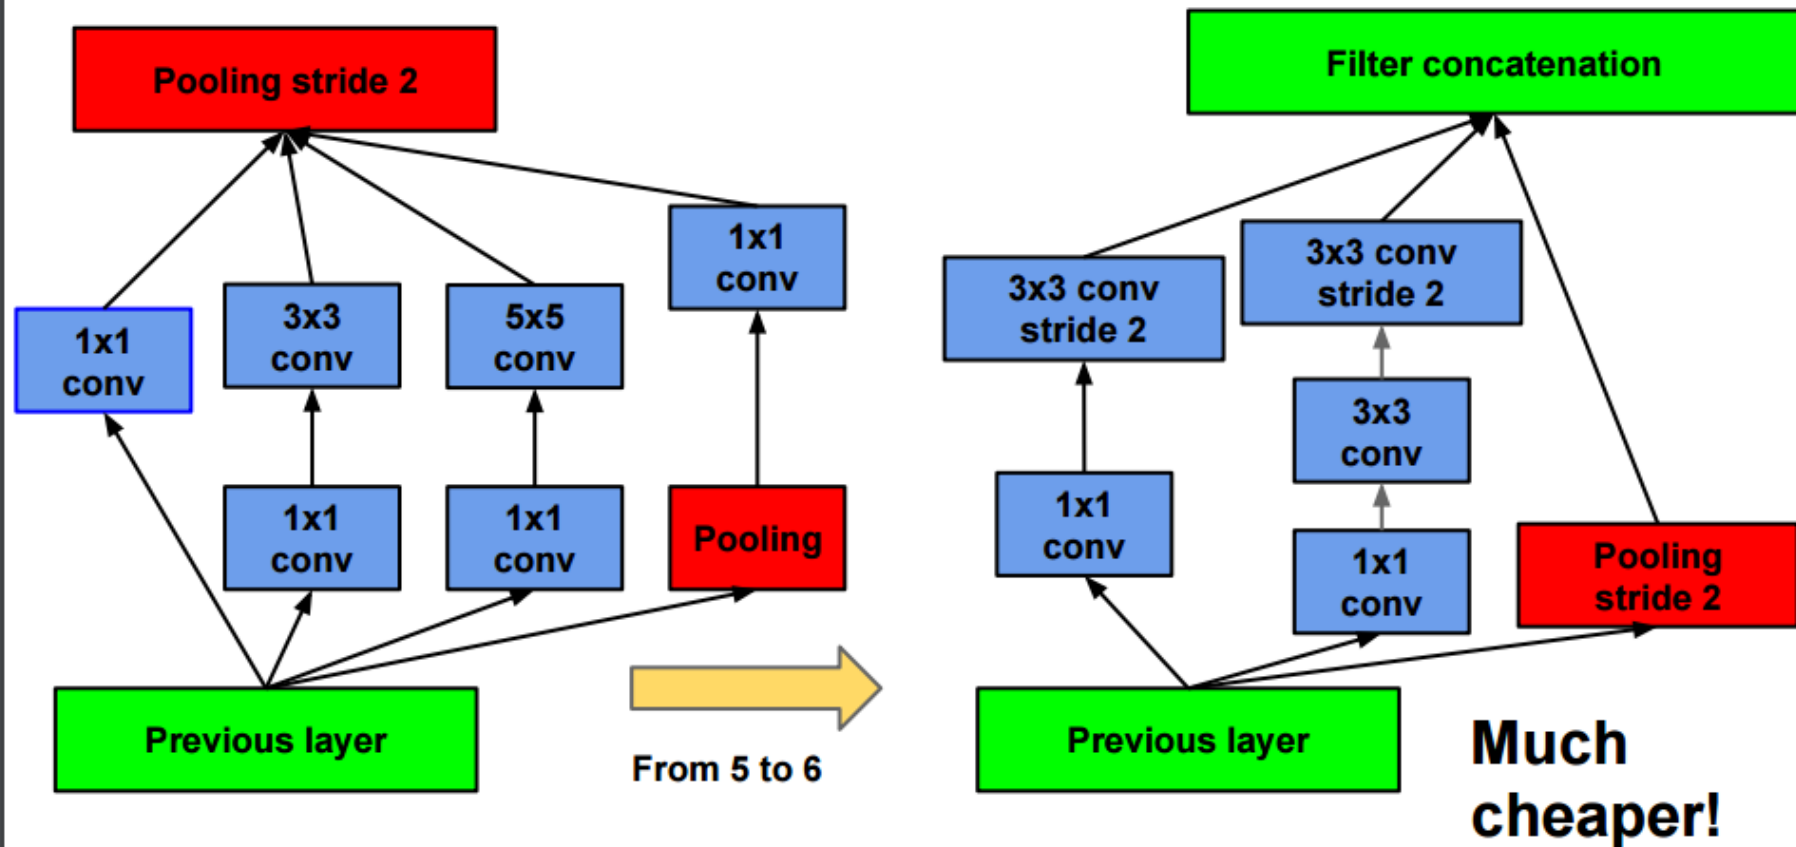 Pooling stride 2
1x1
conv
3x3
conv
5x5
conv
1x1
conv
1x1
conv
1x1
conv
Pooling
Previous layer
From 5 to 6
Filter concatenation
3x3 conv
stride 2
3x3 conv
stride 2
3x3
conv
1x1
conv
1x1
conv
Pooling
stride 2
Previous layer
Much
cheaper!